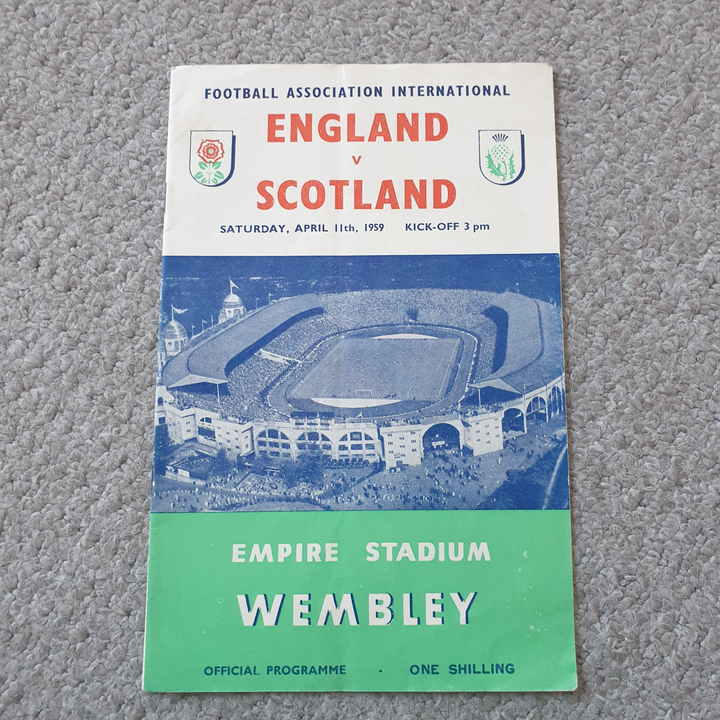 FOOTBALL ASSOCIATION INTERNATIONAL
ENGLAND
V
SCOTLAND
SATURDAY, APRIL 11th, 1959 KICK-OFF 3 pm
EMPIRE STADIUM
WEMBLEY
OFFICIAL PROGRAMME - ONE SHILLING